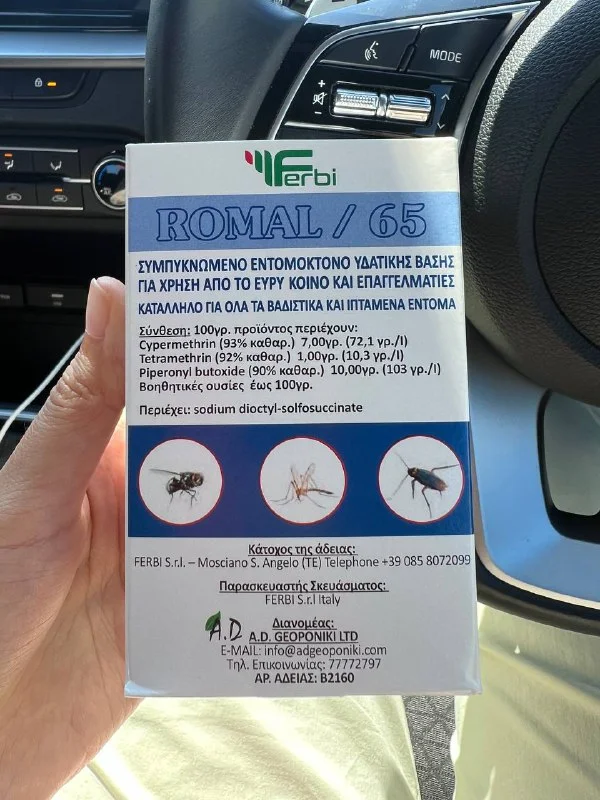 MODE
+
-
Ferbi
ROMAL / 65
ΣΥΜΠΥΚΝΩΜΕΝΟ ΕΝΤΟΜΟΚΤΟΝΟ ΥΔΑΤΙΚΗΣ ΒΑΣΗΣ
ΓΙΑ ΧΡΗΣΗ ΑΠΟ ΤΟ ΕΥΡΥ ΚΟΙΝΟ ΚΑΙ ΕΠΑΓΓΕΛΜΑΤΙΕΣ
ΚΑΤΑΛΛΗΛΟ ΓΙΑ ΟΛΑ ΤΑ ΒΑΔΙΣΤΙΚΑ ΚΑΙ ΙΠΤΑΜΕΝΑ ΕΝΤΟΜΑ
Σύνθεση: 100γρ. προϊόντος περιέχουν:
Cypermethrin (93% καθαρ.) 7,00γρ. (72,1 γρ./l)
Tetramethrin (92% καθαρ.) 1,00γρ. (10,3 γρ./l)
Piperonyl butoxide (90% καθαρ.) 10,00γρ. (103 γρ./l)
Βοηθητικές ουσίες έως 100γρ.
Περιέχει: sodium dioctyl-solfosuccinate
Κάτοχος της άδειας:
FERBI S.r.l. – Mosciano S. Angelo (TE) Telephone +39 085 8072099
Παρασκευαστής Σκευάσματος:
FERBI S.r.l Italy
Διανομέας:
A.D A.D. GEOPONIKI LTD
E-MAIL: info@adgeoponiki.com
Τηλ. Επικοινωνίας: 77772797
ΑΡ. ΑΔΕΙΑΣ: Β2160